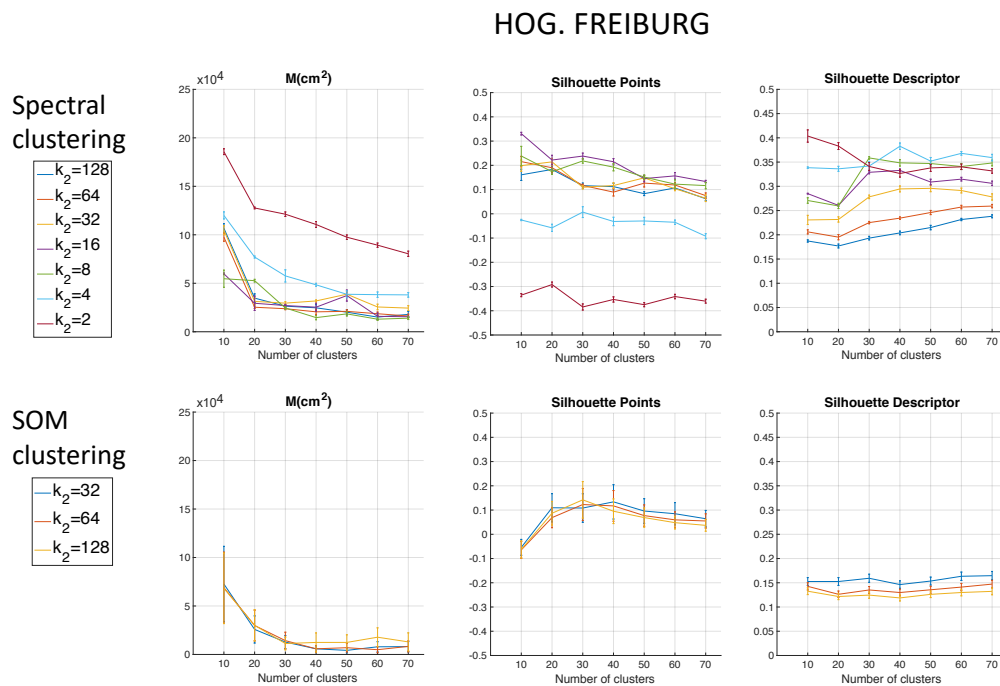 HOG. FREIBURG
Spectral
clustering
k2=128
k2=64
k2=32
k2=16
k2=8
k2=4
k2=2
×10^4
M(cm^2)
25
20
15
10
5
0
10 20 30 40 50 60 70
Number of clusters
Silhouette Points
0.5
0.4
0.3
0.2
0.1
0
-0.1
-0.2
-0.3
-0.4
-0.5
10 20 30 40 50 60 70
Number of clusters
Silhouette Descriptor
0.5
0.45
0.4
0.35
0.3
0.25
0.2
0.15
0.1
0.05
0
10 20 30 40 50 60 70
Number of clusters
SOM
clustering
k2=32
k2=64
k2=128
×10^4
M(cm^2)
25
20
15
10
5
0
10 20 30 40 50 60 70
Number of clusters
Silhouette Points
0.5
0.4
0.3
0.2
0.1
0
-0.1
-0.2
-0.3
-0.4
-0.5
10 20 30 40 50 60 70
Number of clusters
Silhouette Descriptor
0.5
0.45
0.4
0.35
0.3
0.25
0.2
0.15
0.1
0.05
0
10 20 30 40 50 60 70
Number of clusters